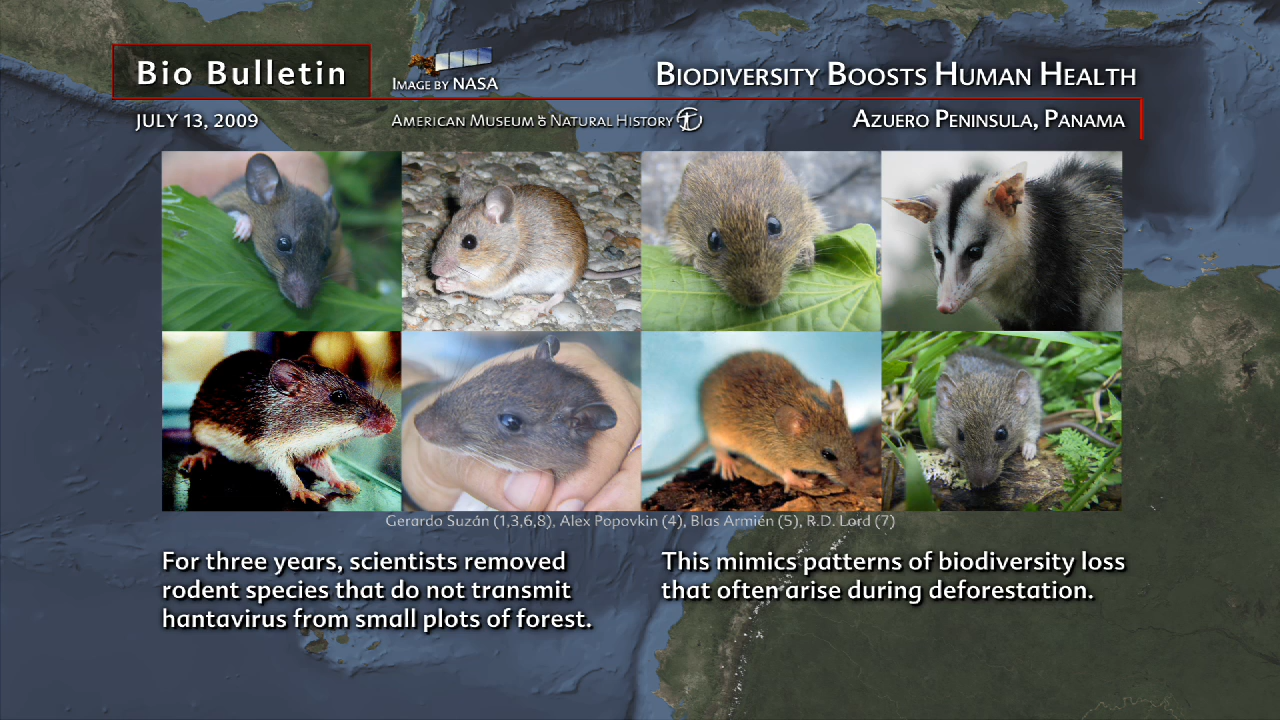 Bio Bulletin
IMAGE BY NASA
BIODIVERSITY BOOSTS HUMAN HEALTH
JULY 13, 2009
AMERICAN MUSEUM & NATURAL HISTORY
AZUERO PENINSULA, PANAMA
Gerardo Suzán (1,3,6,8), Alex Popovkin (4), Blas Armién (5), R.D. Lord (7)
For three years, scientists removed
rodent species that do not transmit
hantavirus from small plots of forest.
This mimics patterns of biodiversity loss
that often arise during deforestation.